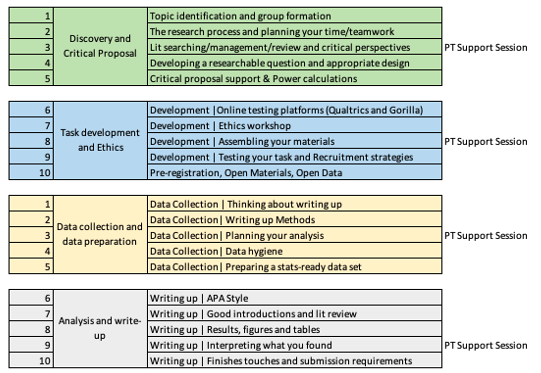 1 Topic identification and group formation
2 The research process and planning your time/teamwork
Discovery and Critical Proposal 3 Lit searching/management/review and critical perspectives PT Support Session
4 Developing a researchable question and appropriate design
5 Critical proposal support & Power calculations
6 Development |Online testing platforms (Qualtrics and Gorilla)
7 Development | Ethics workshop
Task development and Ethics 8 Development | Assembling your materials PT Support Session
9 Development | Testing your task and Recruitment strategies
10 Pre-registration, Open Materials, Open Data
1 Data Collection| Thinking about writing up
2 Data Collection| Writing up Methods
Data collection and data preparation 3 Data Collection| Planning your analysis PT Support Session
4 Data Collection| Data hygiene
5 Data Collection| Preparing a stats-ready data set
6 Writing up | APA Style
7 Writing up | Good introductions and lit review
Analysis and write-up 8 Writing up | Results, figures and tables
9 Writing up | Interpreting what you found PT Support Session
10 Writing up | Finishes touches and submission requirements